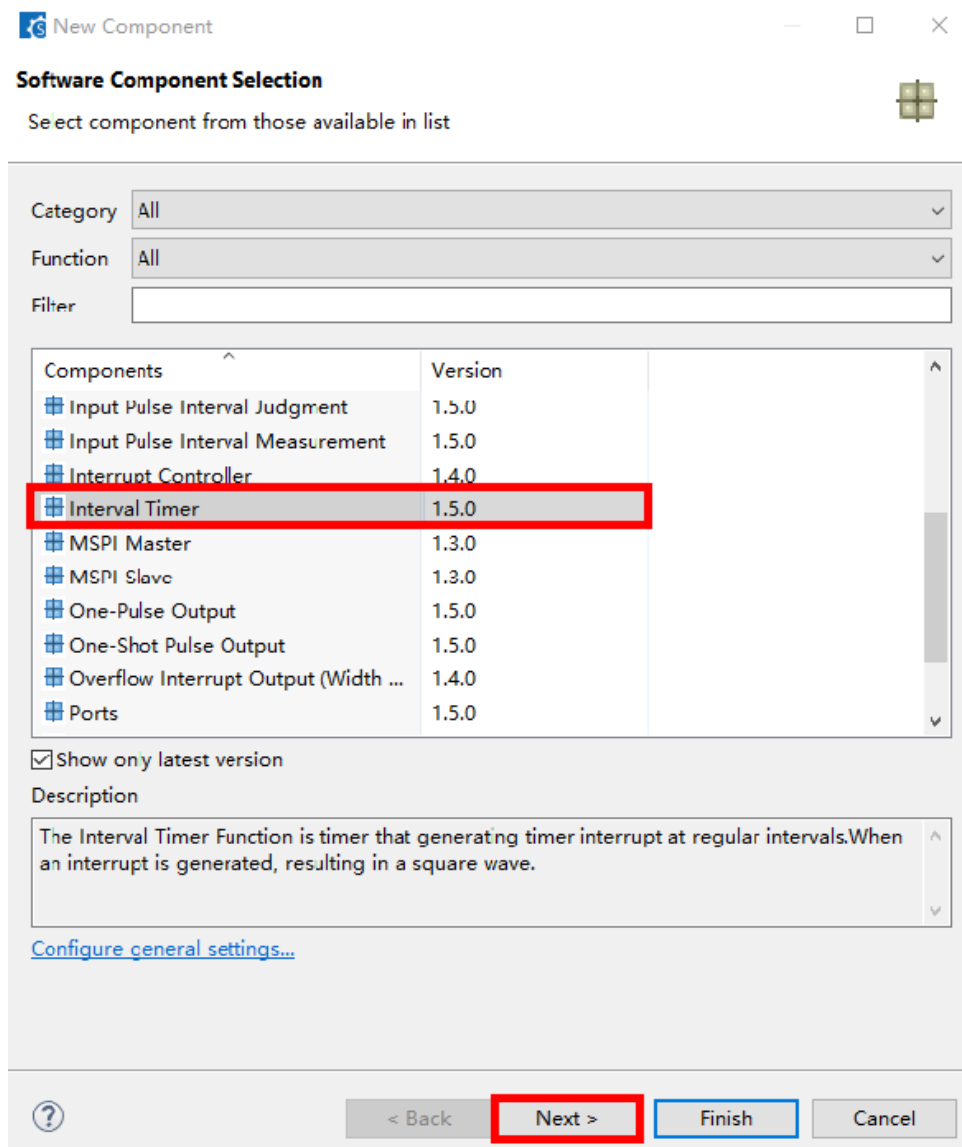 New Component
Software Component Selection
Select component from those available in list
Category All
Function All
Filter
Components Version
Input Pulse Interval Judgment 1.5.0
Input Pulse Interval Measurement 1.5.0
Interrupt Controller 1.4.0
Interval Timer 1.5.0
MSPI Master 1.3.0
MSPI Slave 1.3.0
One-Pulse Output 1.5.0
One-Shot Pulse Output 1.5.0
Overflow Interrupt Output (Width ... 1.4.0
Ports 1.5.0
Show only latest version
Description
The Interval Timer Function is timer that generating timer interrupt at regular intervals.When
an interrupt is generated, resulting in a square wave.
Configure general settings...
? < Back Next > Finish Cancel